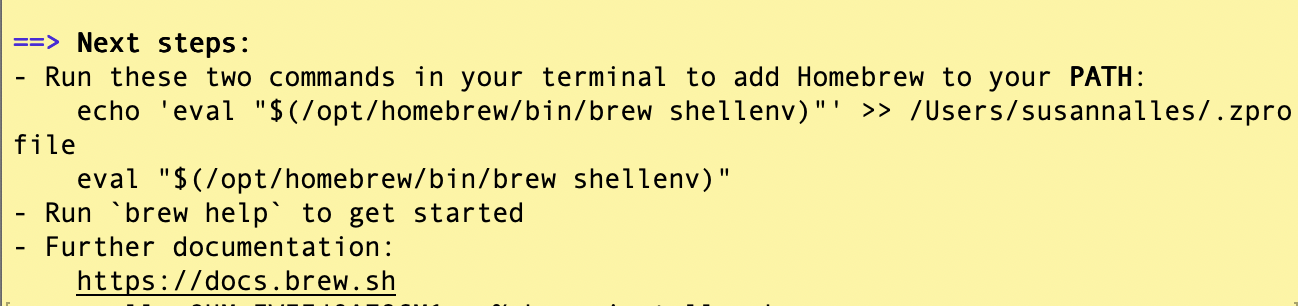 ==> Next steps:
- Run these two commands in your terminal to add Homebrew to your PATH:
    echo 'eval "$(/opt/homebrew/bin/brew shellenv)"' >> /Users/susannalles/.zpro
file
    eval "$(/opt/homebrew/bin/brew shellenv)"
- Run `brew help` to get started
- Further documentation:
    https://docs.brew.sh